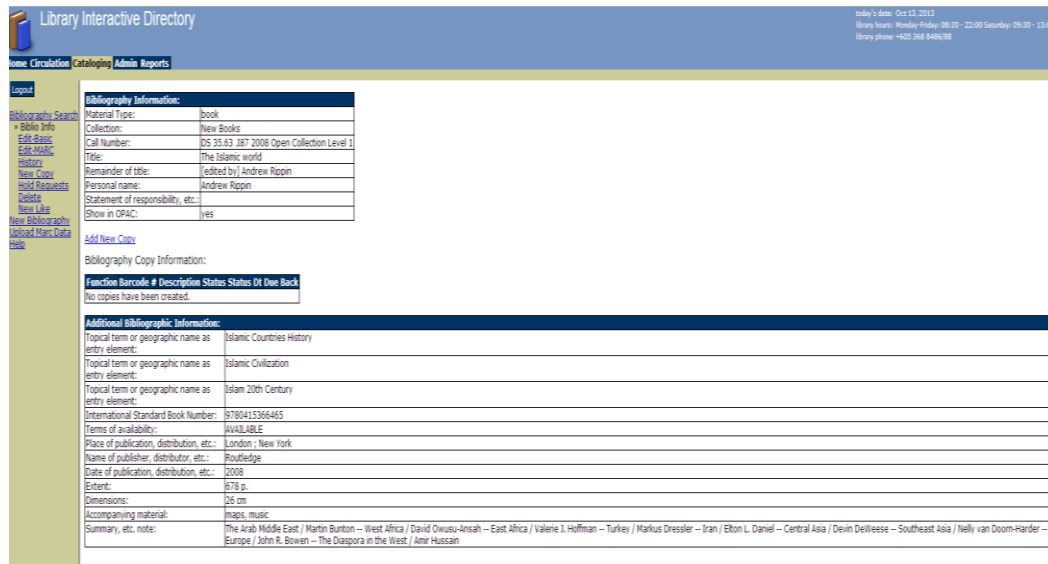 Library Interactive Directory
today's date: Oct 13, 2013
library hours: Monday-Friday: 08:30 - 22:00 Saturday: 09:30 - 13:0
library phone: +605 368 8486/88
Home Circulation Cataloging Admin Reports
Logout
Bibliography Search
» Biblio Info
Edit-Basic
Edit-MARC
History
New Copy
Hold Requests
Delete
New Like
New Bibliography
Upload Marc Data
Help
Bibliography Information:
Material Type: book
Collection: New Books
Call Number: DS 35.63 .I87 2008 Open Collection Level 1
Title: The Islamic world
Remainder of title: [edited by] Andrew Rippin
Personal name: Andrew Rippin
Statement of responsibility, etc.:
Show in OPAC: yes
Add New Copy
Bibliography Copy Information:
Function Barcode # Description Status Status Dt Due Back
No copies have been created.
Additional Bibliographic Information:
Topical term or geographic name as Islamic Countries History
entry element:
Topical term or geographic name as Islamic Civilization
entry element:
Topical term or geographic name as Islam 20th Century
entry element:
International Standard Book Number: 9780415366465
Terms of availability: AVAILABLE
Place of publication, distribution, etc.: London ; New York
Name of publisher, distributor, etc.: Routledge
Date of publication, distribution, etc.: 2008
Extent: 678 p.
Dimensions: 26 cm
Accompanying material: maps, music
Summary, etc. note: The Arab Middle East / Martin Bunton -- West Africa / David Owusu-Ansah -- East Africa / Valerie J. Hoffman -- Turkey / Markus Dressler -- Iran / Elton L. Daniel -- Central Asia / Devin DeWeese -- Southeast Asia / Nelly van Doorn-Harder --
Europe / John R. Bowen -- The Diaspora in the West / Amir Hussain